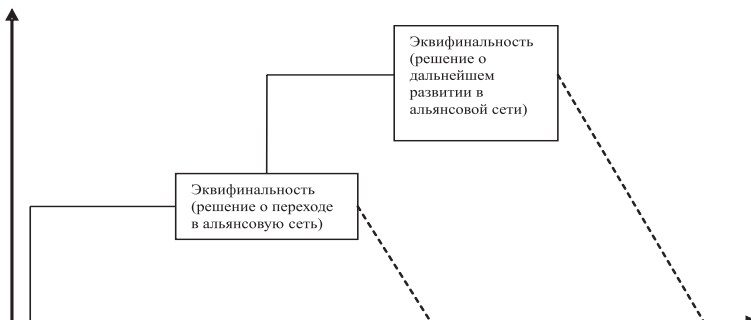 Эквифинальность
(решение о
дальнейшем
развитии в
альянсовой сети)
Эквифинальность
(решение о переходе
в альянсовую сеть)